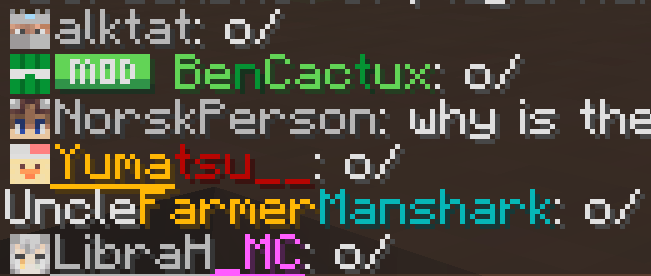 alktat: o/
MOD BenCactux: o/
NorskPerson: why is the
Yumatsu__: o/
UncleFarmerManshark: o/
LibraH_MC: o/